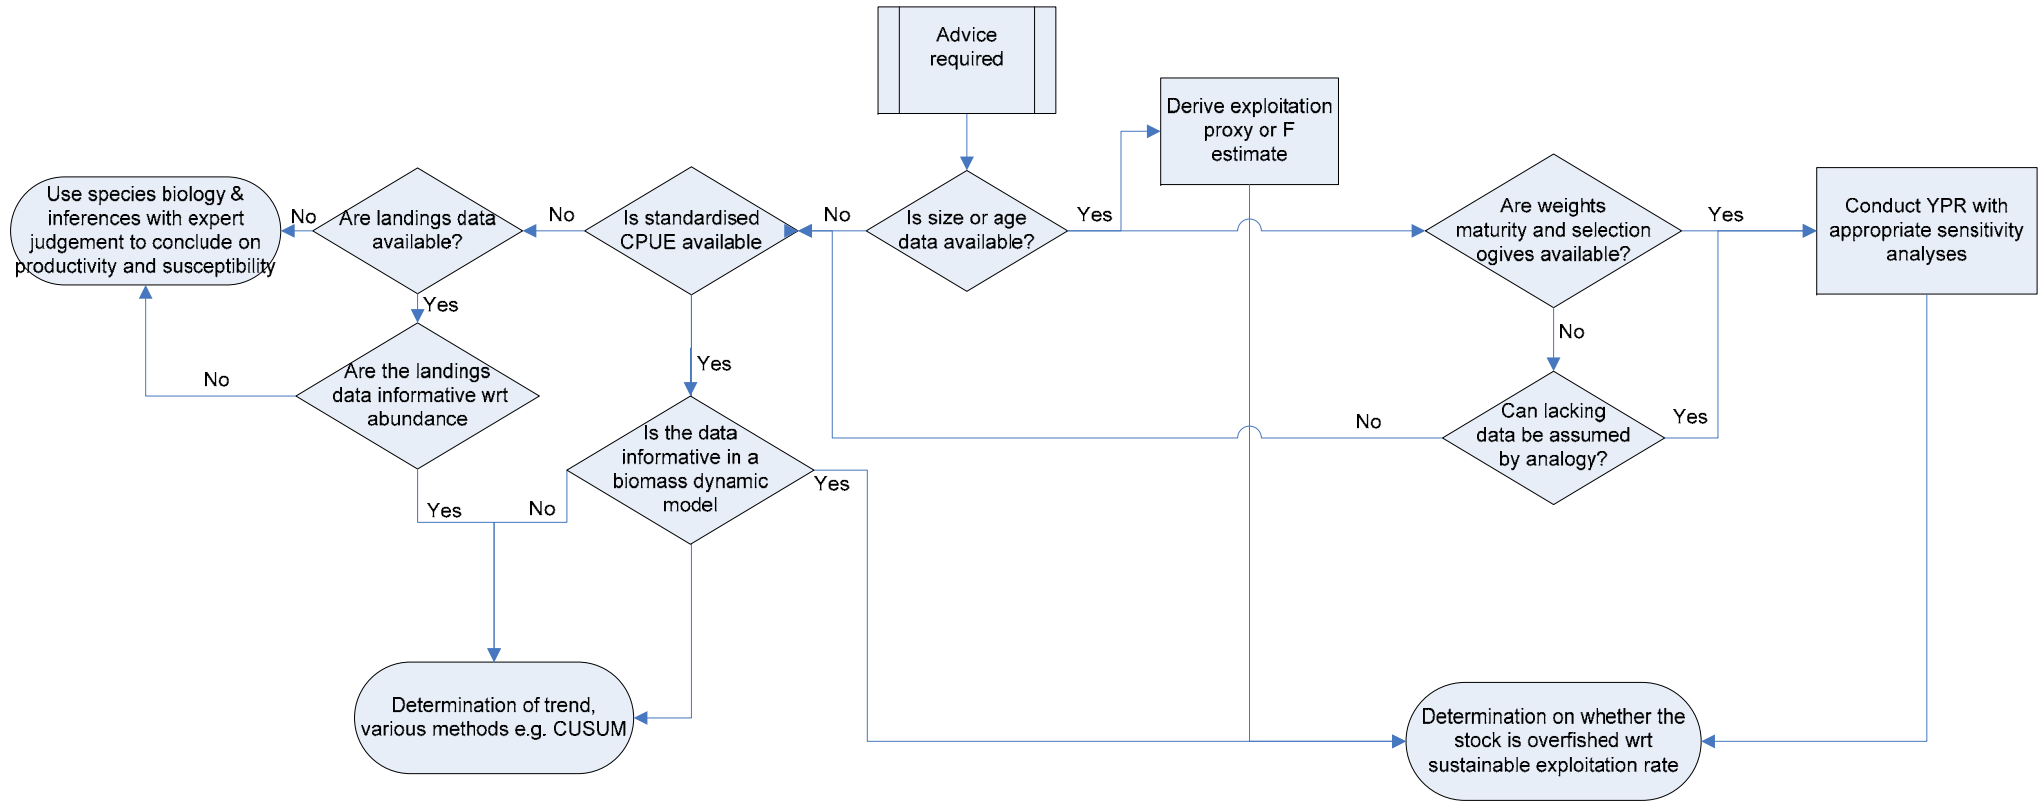 Advice
required
Derive exploitation
proxy or F
estimate
Use species biology &
inferences with expert
judgement to conclude on
productivity and susceptibility
No
Are landings data
available?
No
Is standardised
CPUE available
No
Is size or age
data available?
Yes
Are weights
maturity and selection
ogives available?
Yes
Conduct YPR with
appropriate sensitivity
analyses
Yes
No
Yes
No
Are the landings
data informative wrt
abundance
Is the data
informative in a
biomass dynamic
model
No
Can lacking
data be assumed
by analogy?
Yes
Yes
No
Yes
Determination of trend,
various methods e.g. CUSUM
Determination on whether the
stock is overfished wrt
sustainable exploitation rate